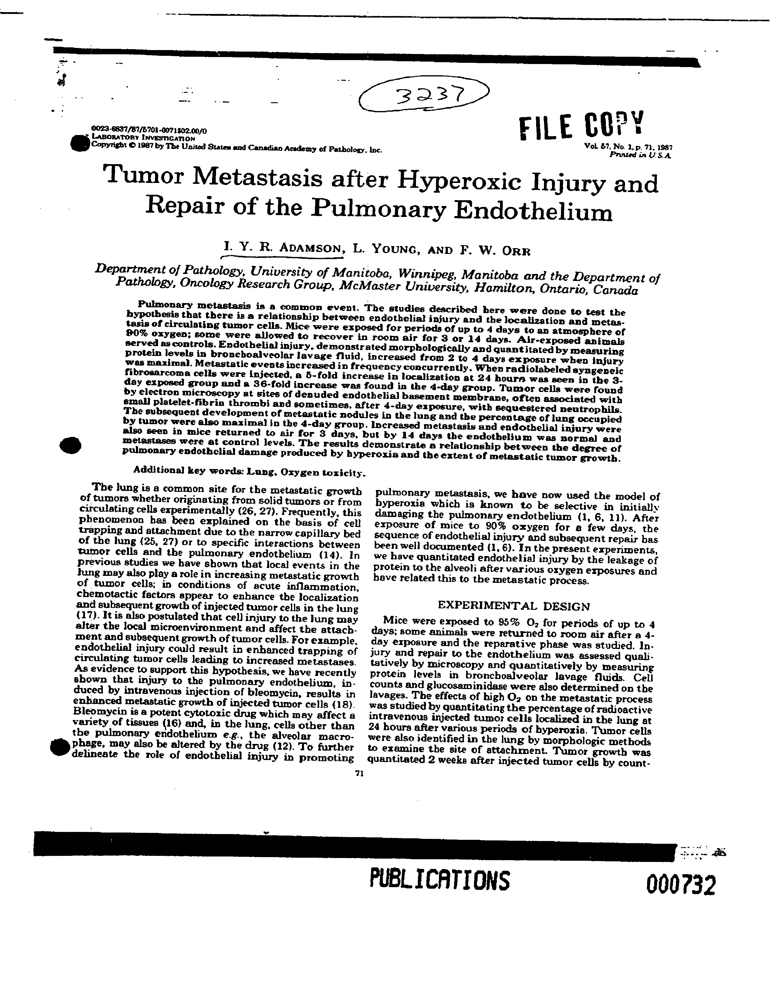 3237
FILE COPY
0023-6837/87/5701-0071$02.00/0
LABORATORY INVESTIGATION
Copyright © 1987 by The United States and Canadian Academy of Pathology, Inc.
Vol. 57, No. 1, p. 71, 1987
Printed in U.S.A.
Tumor Metastasis after Hyperoxic Injury and
Repair of the Pulmonary Endothelium
I. Y. R. ADAMSON, L. YOUNG, AND F. W. ORR
Department of Pathology, University of Manitoba, Winnipeg, Manitoba and the Department of
Pathology, Oncology Research Group, McMaster University, Hamilton, Ontario, Canada
Pulmonary metastasis is a common event. The studies described here were done to test the
hypothesis that there is a relationship between endothelial injury and the localization and metas-
tasis of circulating tumor cells. Mice were exposed for periods of up to 4 days to an atmosphere of
90% oxygen; some were allowed to recover in room air for 3 or 14 days. Air-exposed animals
served as controls. Endothelial injury, demonstrated morphologically and quantitated by measuring
protein levels in bronchoalveolar lavage fluid, increased from 2 to 4 days exposure when injury
was maximal. Metastatic events increased in frequency concurrently. When radiolabeled syngeneic
fibrosarcoma cells were injected, a 5-fold increase in localization at 24 hours was seen in the 3-
day exposed group and a 36-fold increase was found in the 4-day group. Tumor cells were found
by electron microscopy at sites of denuded endothelial basement membrane, often associated with
small platelet-fibrin thrombi and sometimes, after 4-day exposure, with sequestered neutrophils.
The subsequent development of metastatic nodules in the lung and the percentage of lung occupied
by tumor were also maximal in the 4-day group. Increased metastasis and endothelial injury were
also seen in mice returned to air for 3 days, but by 14 days the endothelium was normal and
metastases were at control levels. The results demonstrate a relationship between the degree of
pulmonary endothelial damage produced by hyperoxia and the extent of metastatic tumor growth.
Additional key words: Lung, Oxygen toxicity.
The lung is a common site for the metastatic growth
of tumors whether originating from solid tumors or from
circulating cells experimentally (26, 27). Frequently, this
phenomenon has been explained on the basis of cell
trapping and attachment due to the narrow capillary bed
of the lung (25, 27) or to specific interactions between
tumor cells and the pulmonary endothelium (14). In
previous studies we have shown that local events in the
lung may also play a role in increasing metastatic growth
of tumor cells; in conditions of acute inflammation,
chemotactic factors appear to enhance the localization
and subsequent growth of injected tumor cells in the lung
(17). It is also postulated that cell injury to the lung may
alter the local microenvironment and affect the attach-
ment and subsequent growth of tumor cells. For example,
endothelial injury could result in enhanced trapping of
circulating tumor cells leading to increased metastases.
As evidence to support this hypothesis, we have recently
shown that injury to the pulmonary endothelium, in-
duced by intravenous injection of bleomycin, results in
enhanced metastatic growth of injected tumor cells (18).
Bleomycin is a potent cytotoxic drug which may affect a
variety of tissues (16) and, in the lung, cells other than
the pulmonary endothelium e.g., the alveolar macro-
phage, may also be altered by the drug (12). To further
delineate the role of endothelial injury in promoting
pulmonary metastasis, we have now used the model of
hyperoxia which is known to be selective in initially
damaging the pulmonary endothelium (1, 6, 11). After
exposure of mice to 90% oxygen for a few days, the
sequence of endothelial injury and subsequent repair has
been well documented (1, 6). In the present experiments,
we have quantitated endothelial injury by the leakage of
protein to the alveoli after various oxygen exposures and
have related this to the metastatic process.
EXPERIMENTAL DESIGN
Mice were exposed to 95% O₂ for periods of up to 4
days; some animals were returned to room air after a 4-
day exposure and the reparative phase was studied. In-
jury and repair to the endothelium was assessed quali-
tatively by microscopy and quantitatively by measuring
protein levels in bronchoalveolar lavage fluids. Cell
counts and glucosaminidase were also determined on the
lavages. The effects of high O₂ on the metastatic process
was studied by quantitating the percentage of radioactive
intravenous injected tumor cells localized in the lung at
24 hours after various periods of hyperoxia. Tumor cells
were also identified in the lung by morphologic methods
to examine the site of attachment. Tumor growth was
quantitated 2 weeks after injected tumor cells by count-
71
PUBLICATIONS
000732